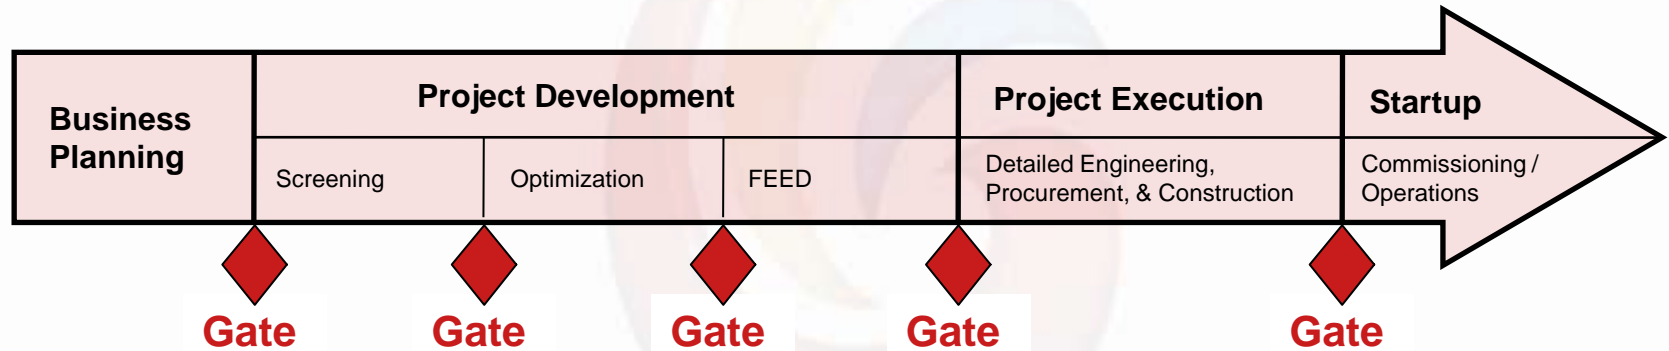 Business
Planning
Project Development
Screening
Optimization
FEED
Project Execution
Detailed Engineering,
Procurement, & Construction
Startup
Commissioning /
Operations
Gate
Gate
Gate
Gate
Gate